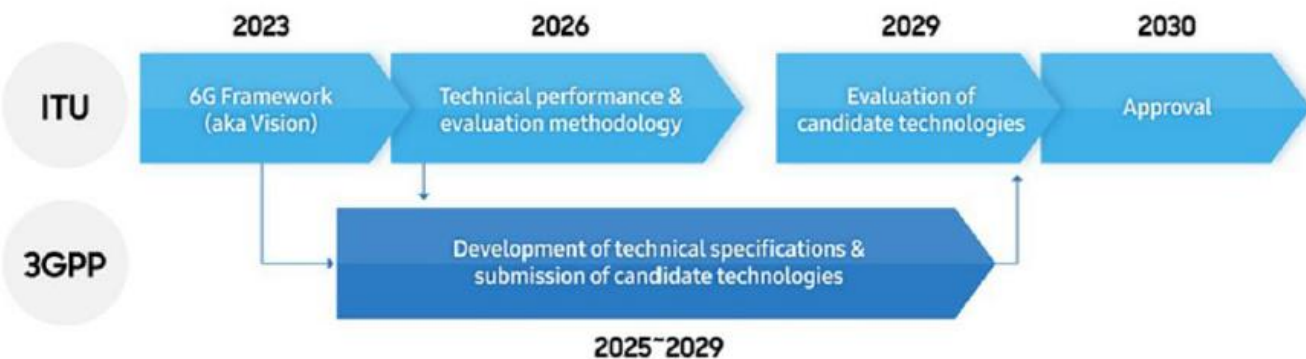 2023
2026
2029
2030
ITU
6G Framework
(aka Vision)
Technical performance &
evaluation methodology
Evaluation of
candidate technologies
Approval
3GPP
Development of technical specifications &
submission of candidate technologies
2025~2029